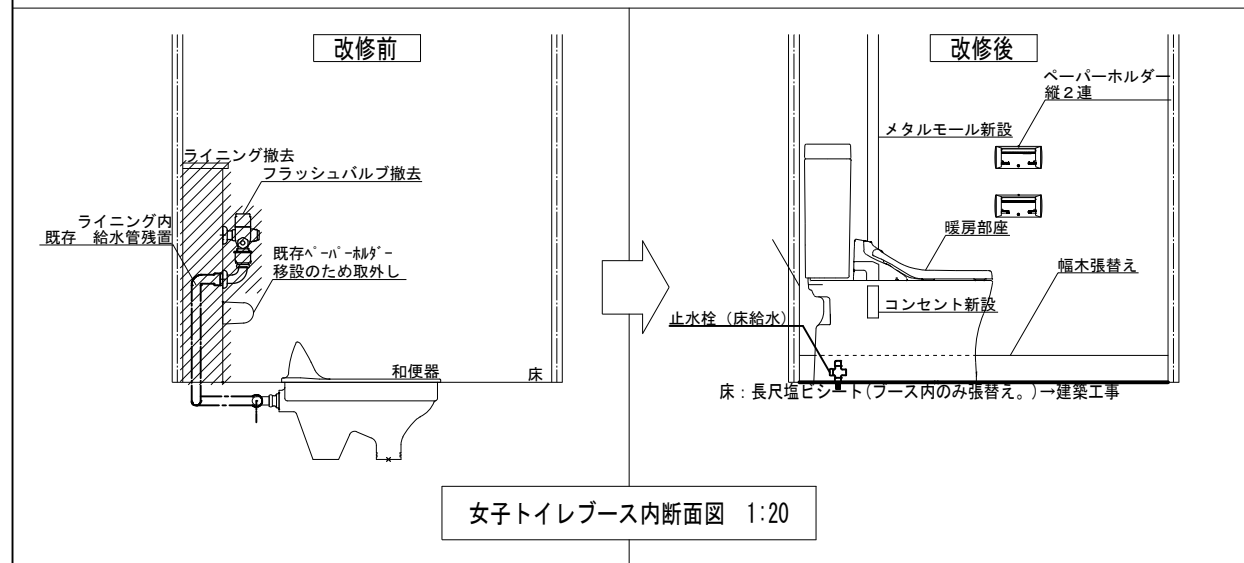 改修前
ライニング撤去
フラッシュバルブ撤去
ライニング内
既存 給水管残置
既存ペーパーホルダー
移設のため取外し
和便器
床
改修後
ペーパーホルダー
縦2連
メタルモール新設
暖房部座
幅木張替え
コンセント新設
止水栓(床給水)
床:長尺塩ビシート(ブース内のみ張替え。)→建築工事
女子トイレブース内断面図 1:20